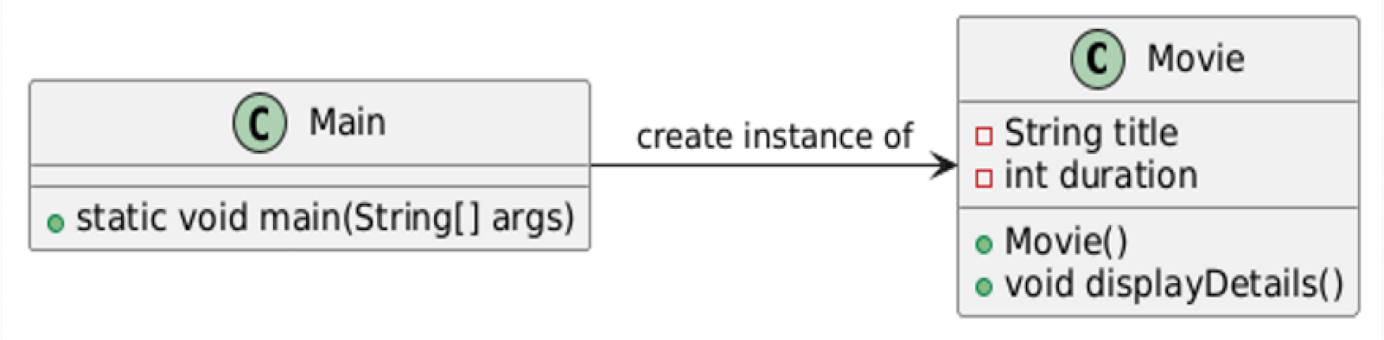 C Main
static void main(String[] args)
create instance of
C Movie
String title
int duration
Movie()
void displayDetails()